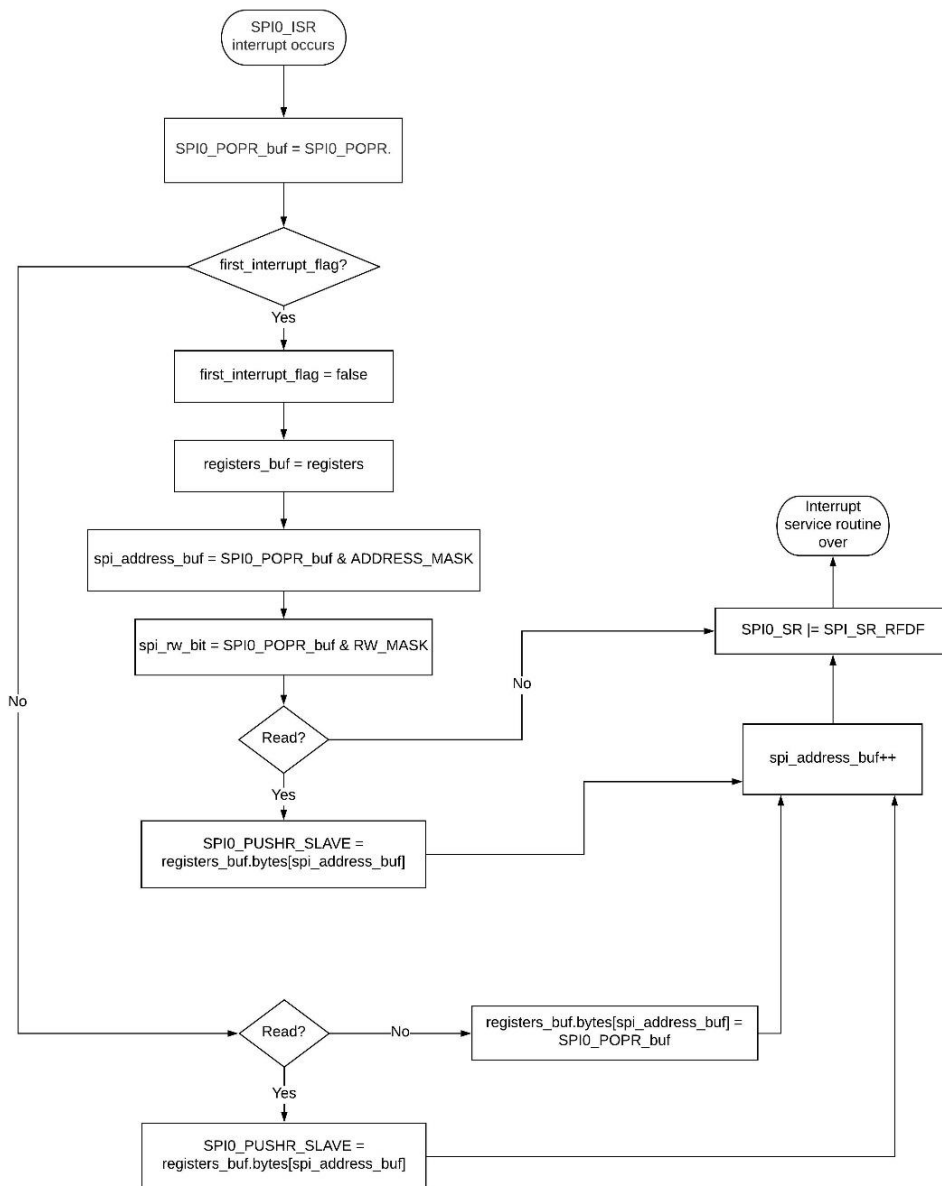 SPI0_ISR
interrupt occurs
SPI0_POPR_buf = SPI0_POPR.
first_interrupt_flag?
Yes
first_interrupt_flag = false
registers_buf = registers
spi_address_buf = SPI0_POPR_buf & ADDRESS_MASK
spi_rw_bit = SPI0_POPR_buf & RW_MASK
No
Read?
No
Yes
SPI0_PUSHR_SLAVE =
registers_buf.bytes[spi_address_buf]
Interrupt
service routine
over
SPI0_SR |= SPI_SR_RFDF
spi_address_buf++
Read?
No
registers_buf.bytes[spi_address_buf] =
SPI0_POPR_buf
Yes
SPI0_PUSHR_SLAVE =
registers_buf.bytes[spi_address_buf]